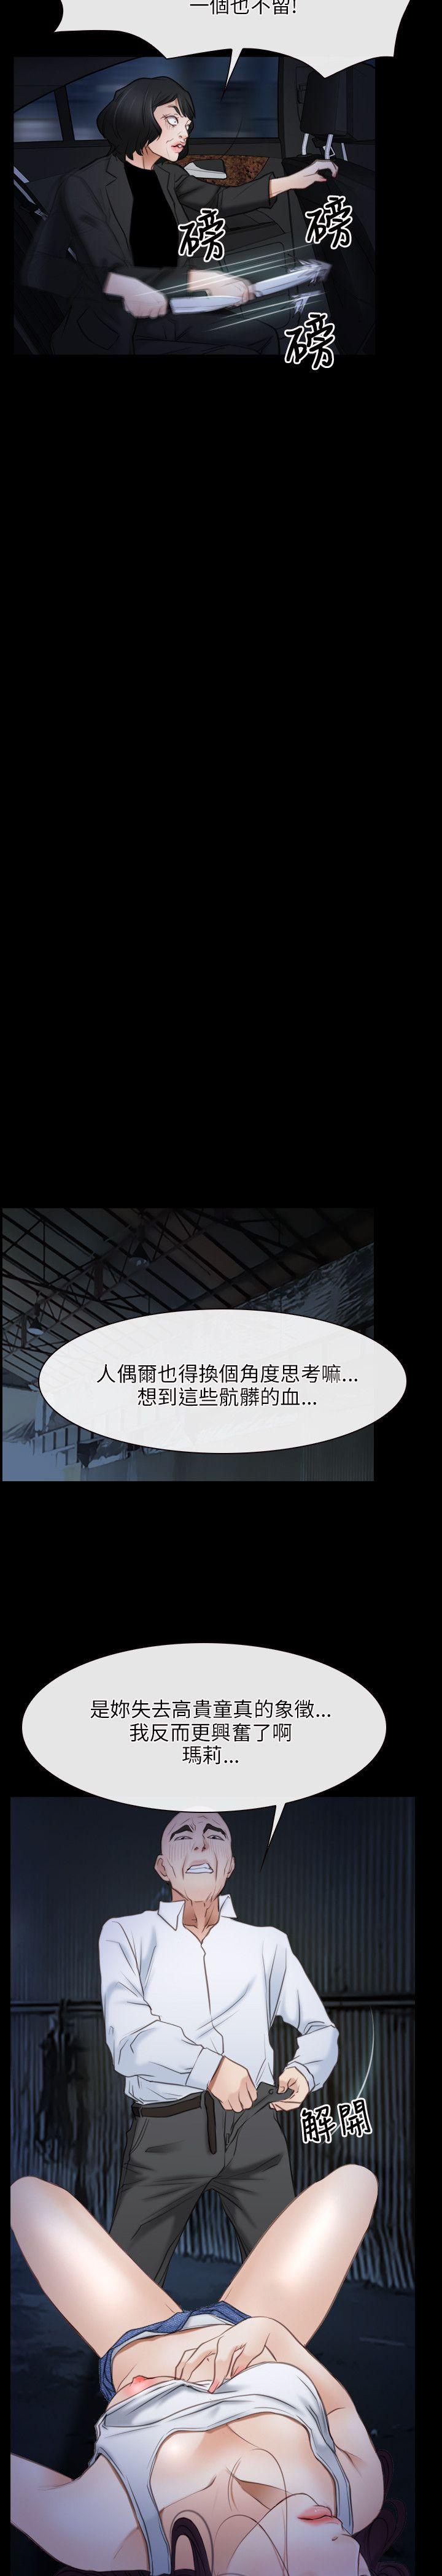 一個也不留!
磅
磅
磅
人偶爾也得換個角度思考嘛...
想到這些骯髒的血...
是妳失去高貴童真的象徵...
我反而更興奮了啊
瑪莉...
解開